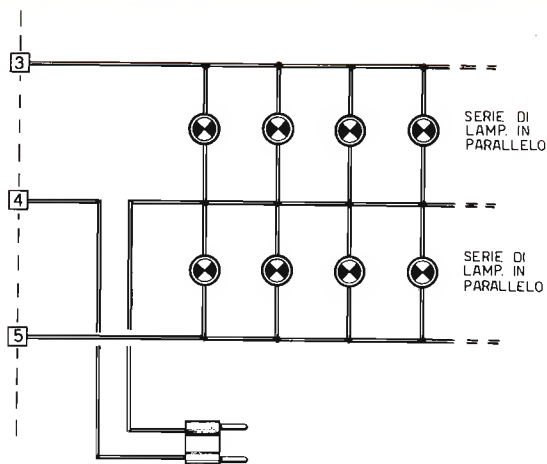 3
SERIE DI
LAMP. IN
PARALLELO
4
SERIE DI
LAMP. IN
PARALLELO
5